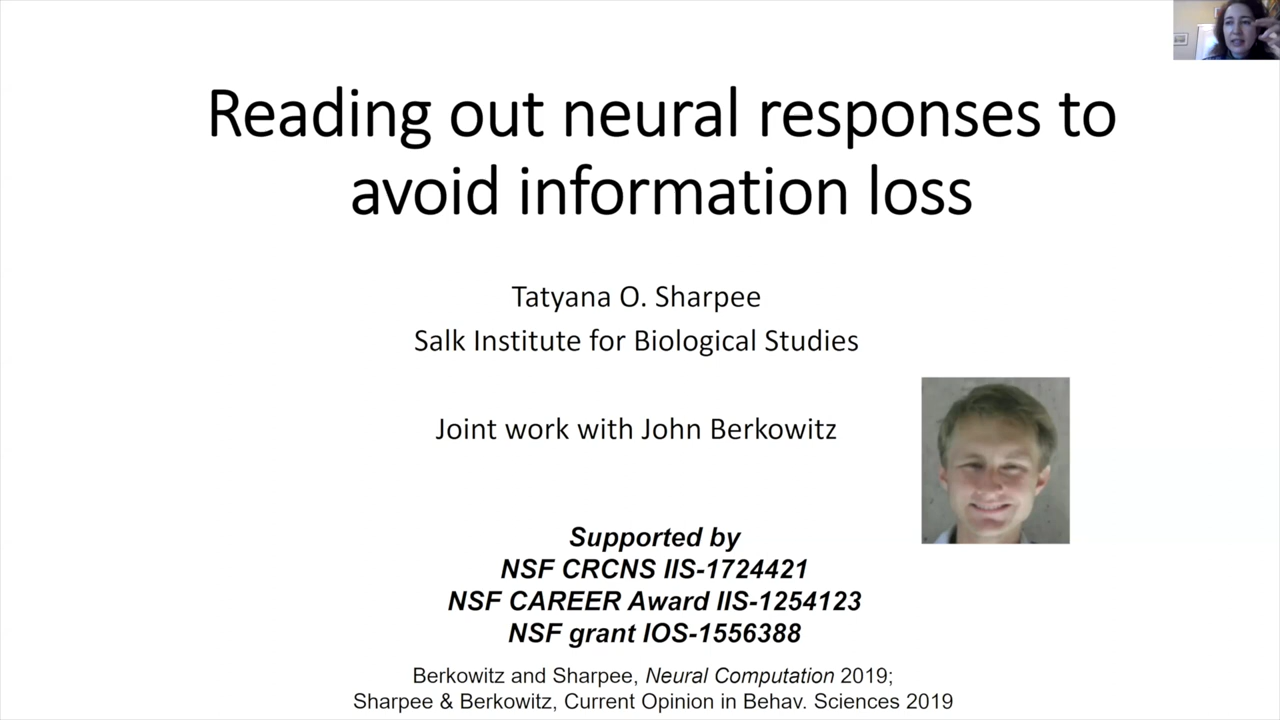 Reading out neural responses to
avoid information loss
Tatyana O. Sharpee
Salk Institute for Biological Studies
Joint work with John Berkowitz
Supported by
NSF CRCNS IIS-1724421
NSF CAREER Award IIS-1254123
NSF grant IOS-1556388
Berkowitz and Sharpee, Neural Computation 2019;
Sharpee & Berkowitz, Current Opinion in Behav. Sciences 2019